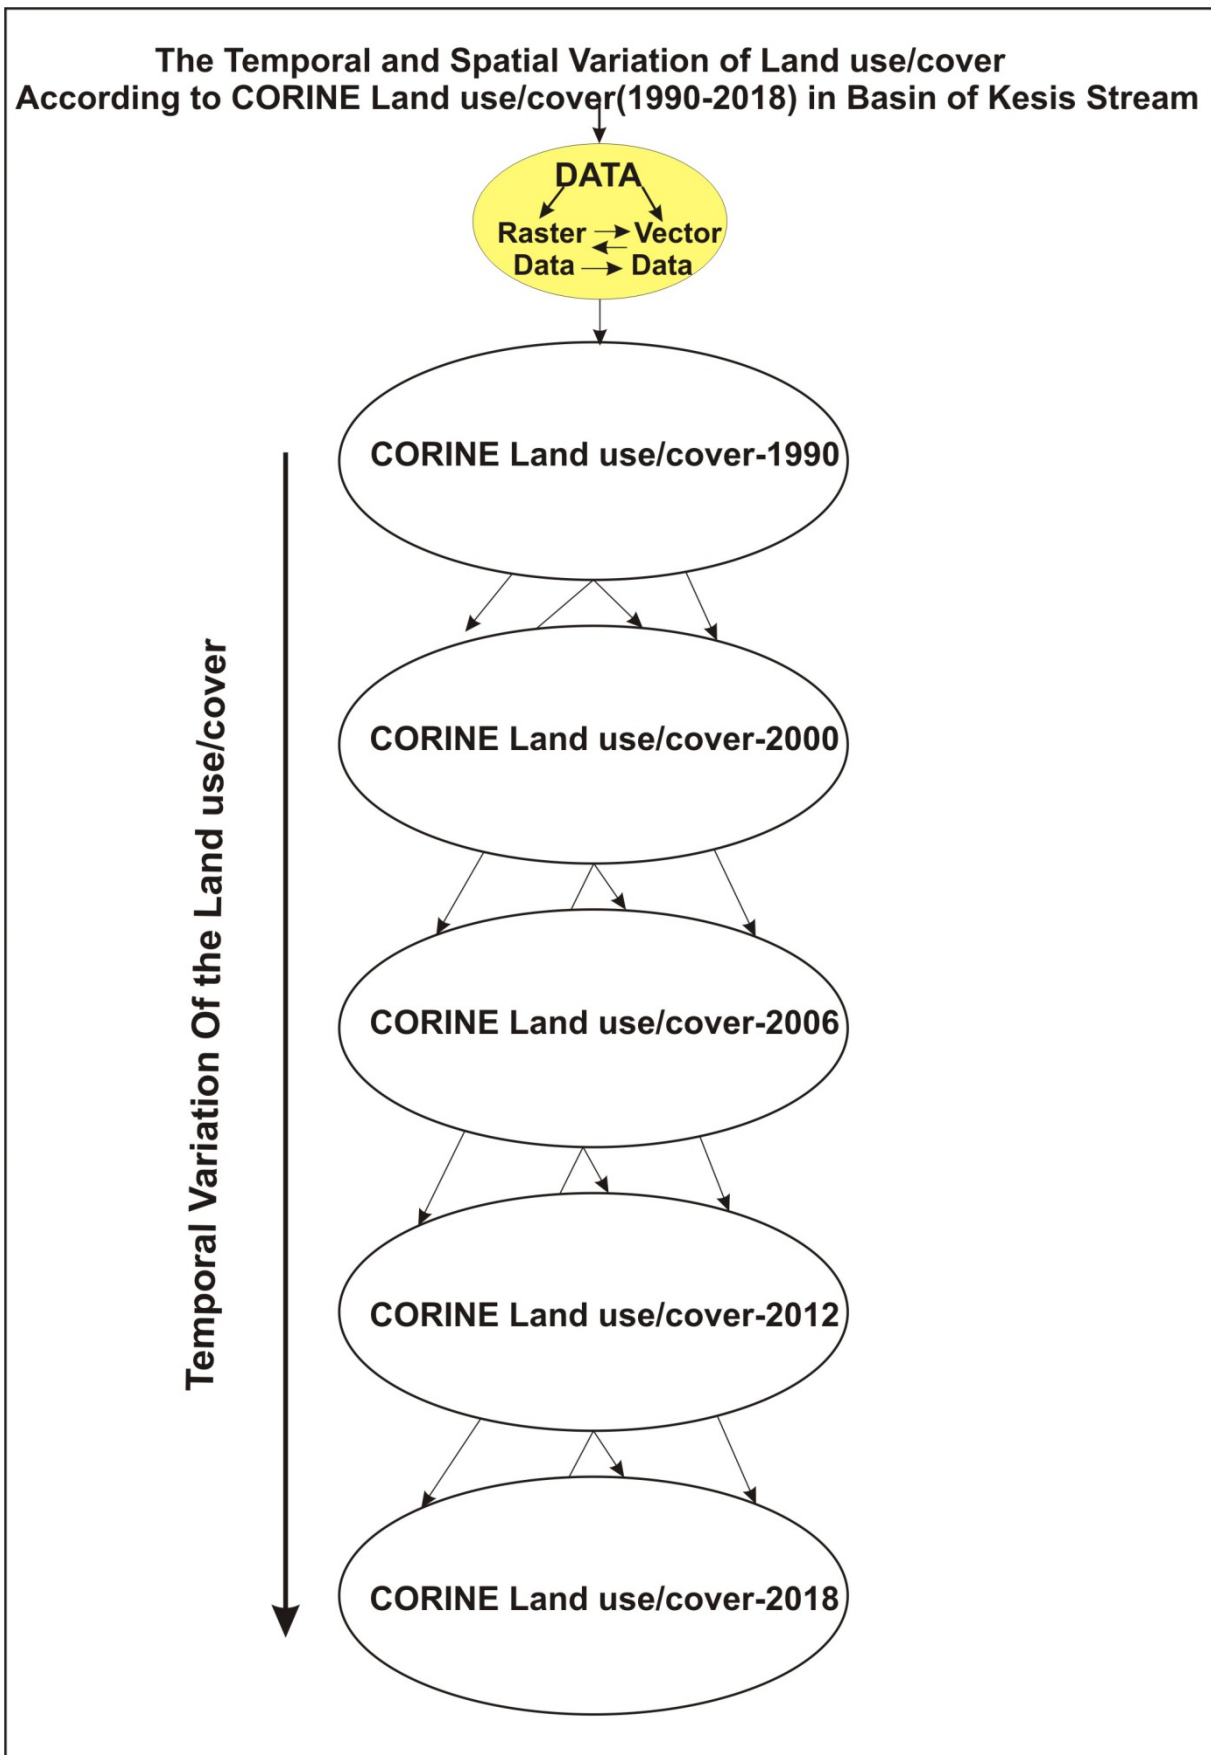 The Temporal and Spatial Variation of Land use/cover
According to CORINE Land use/cover(1990-2018) in Basin of Kesis Stream
DATA
Raster Vector
Data Data
CORINE Land use/cover-1990
CORINE Land use/cover-2000
CORINE Land use/cover-2006
CORINE Land use/cover-2012
CORINE Land use/cover-2018
Temporal Variation Of the Land use/cover